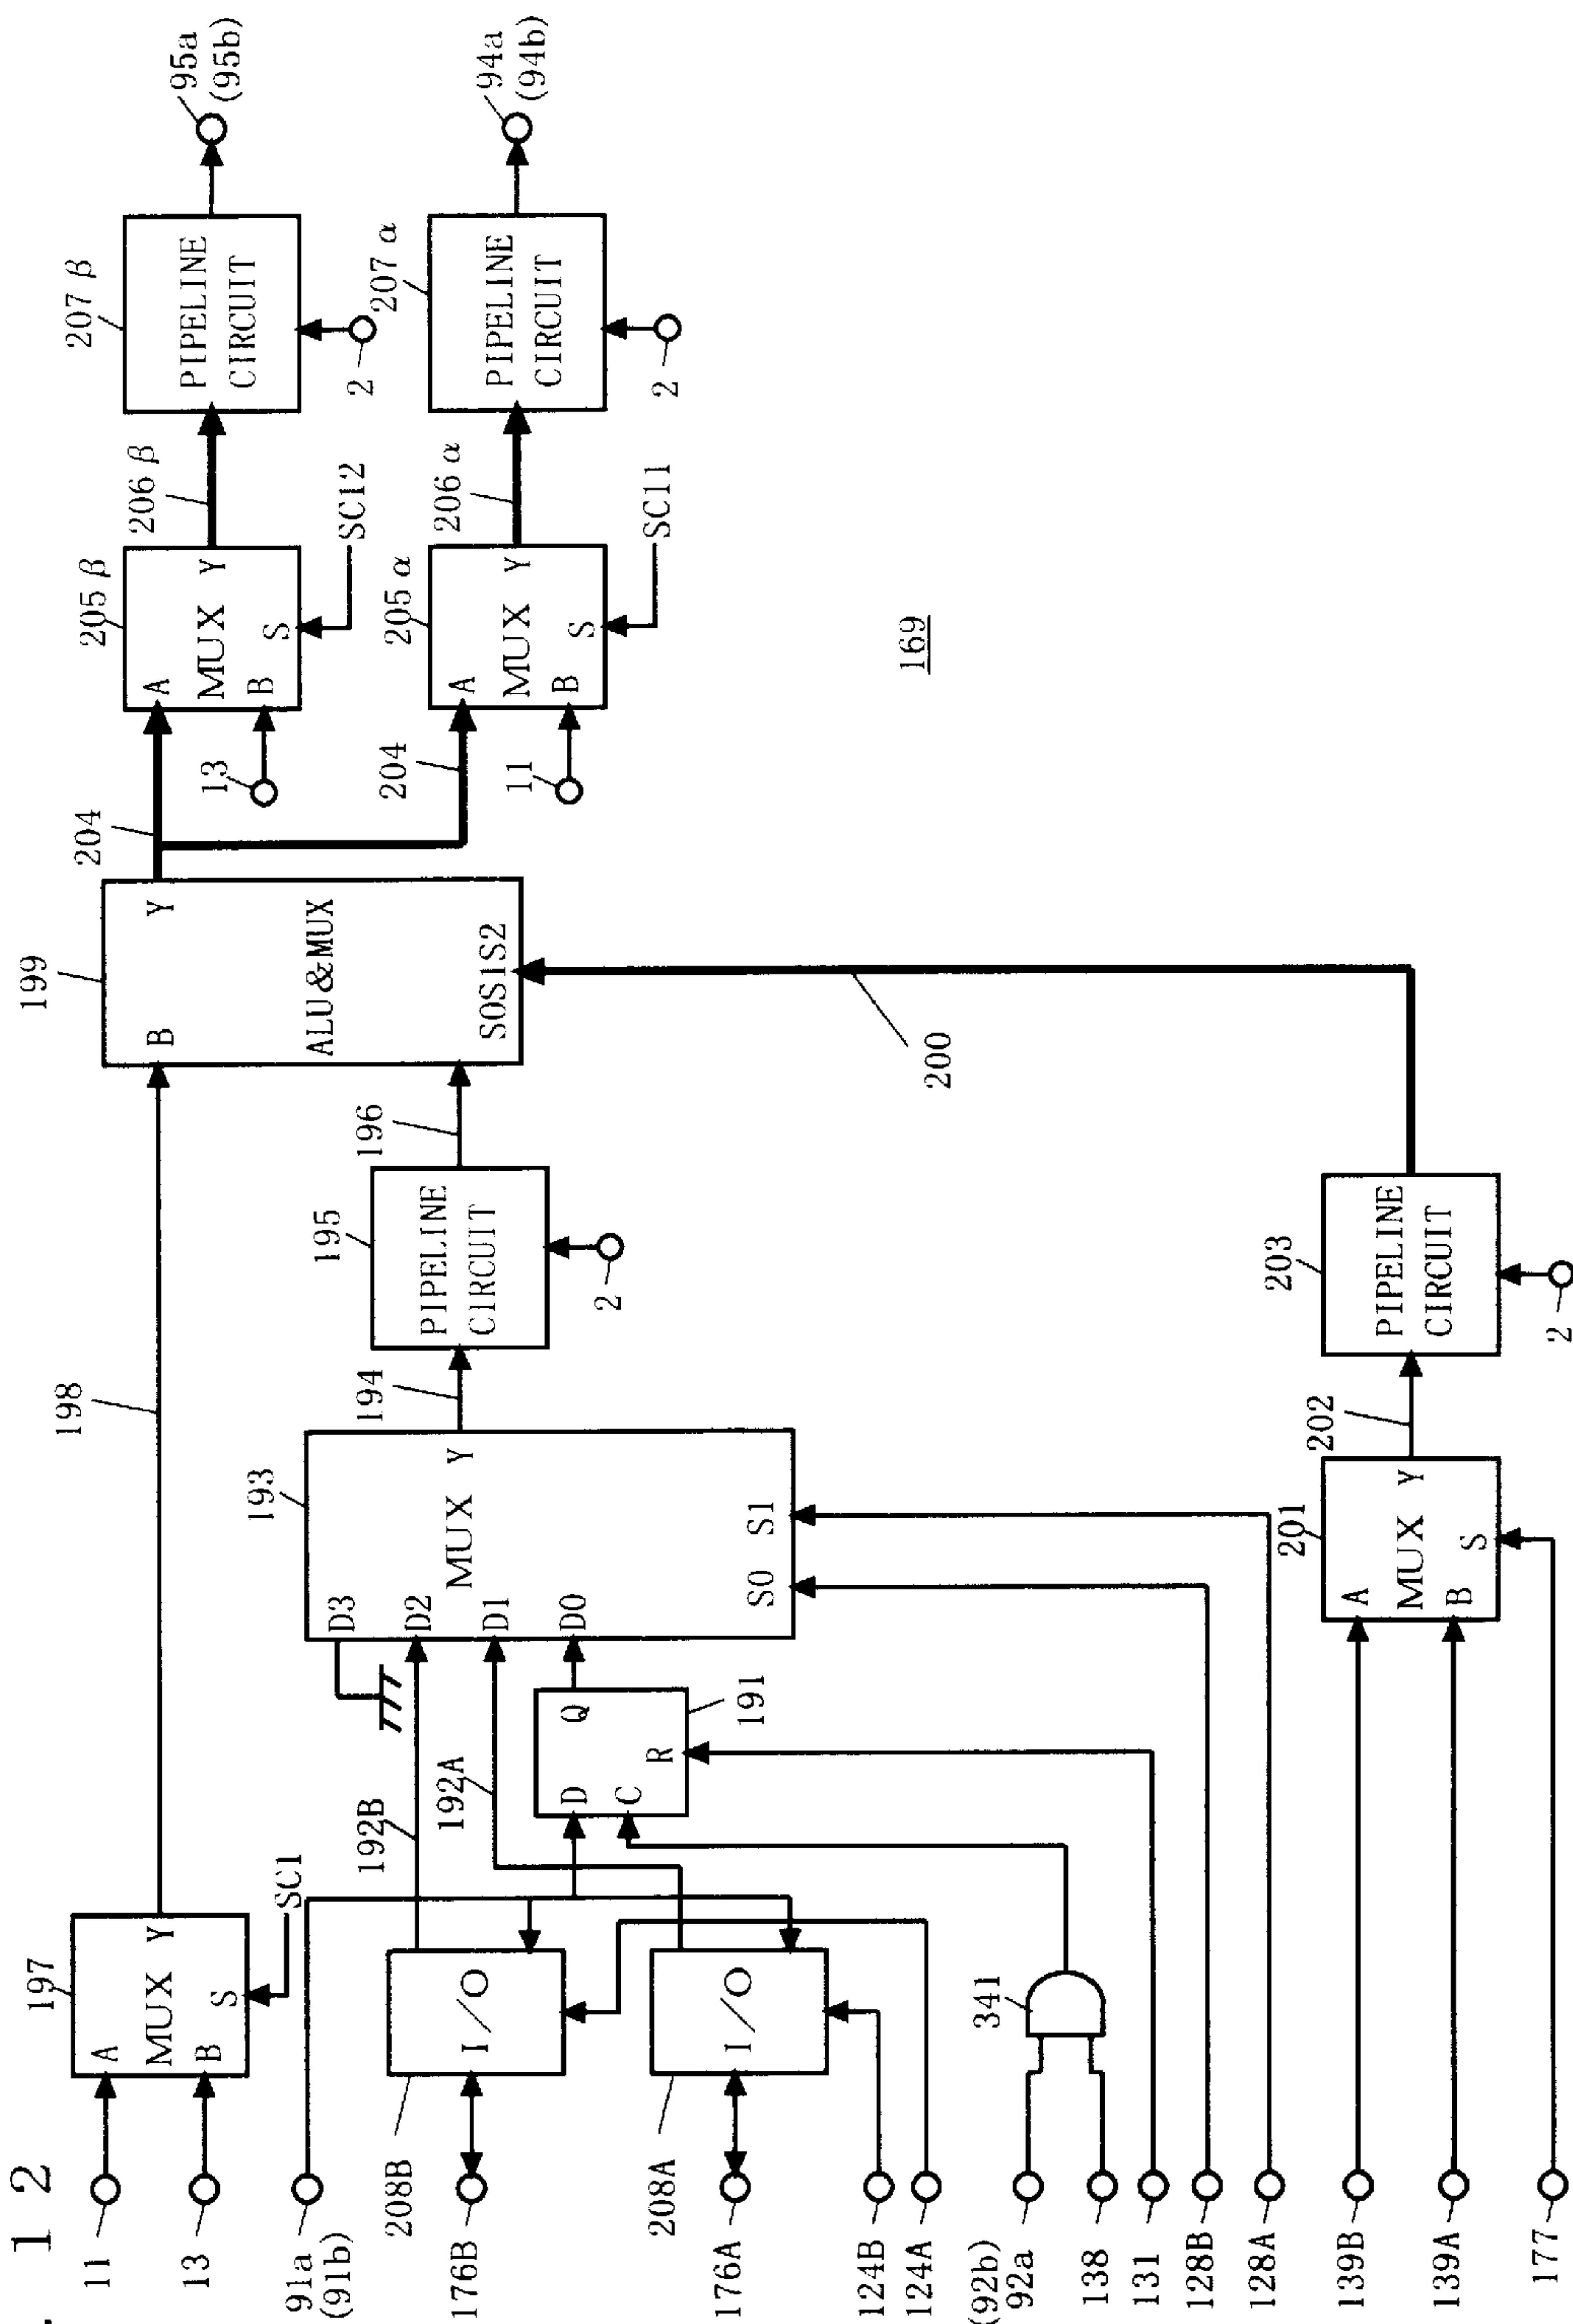 . 12
11
13
91a
(91b)
176B
176A
124B
124A
(92b)
92a
138
131
128B
128A
139B
139A
177
197
A
MUX Y
B
S
SC1
208B
I/O
208A
I/O
341
192B
192A
D
Q
C
R
191
198
193
D3
D2
D1
D0
MUX Y
S0 S1
201
A
MUX Y
B
S
194
202
195
PIPELINE
CIRCUIT
2
203
PIPELINE
CIRCUIT
2
196
200
199
B
Y
ALU&MUX
S0S1S2
204
204
13
11
205β
A
MUX Y
B
S
SC12
205α
A
MUX Y
B
S
SC11
206β
206α
207β
PIPELINE
CIRCUIT
2
207α
PIPELINE
CIRCUIT
2
95a
(95b)
94a
(94b)
169